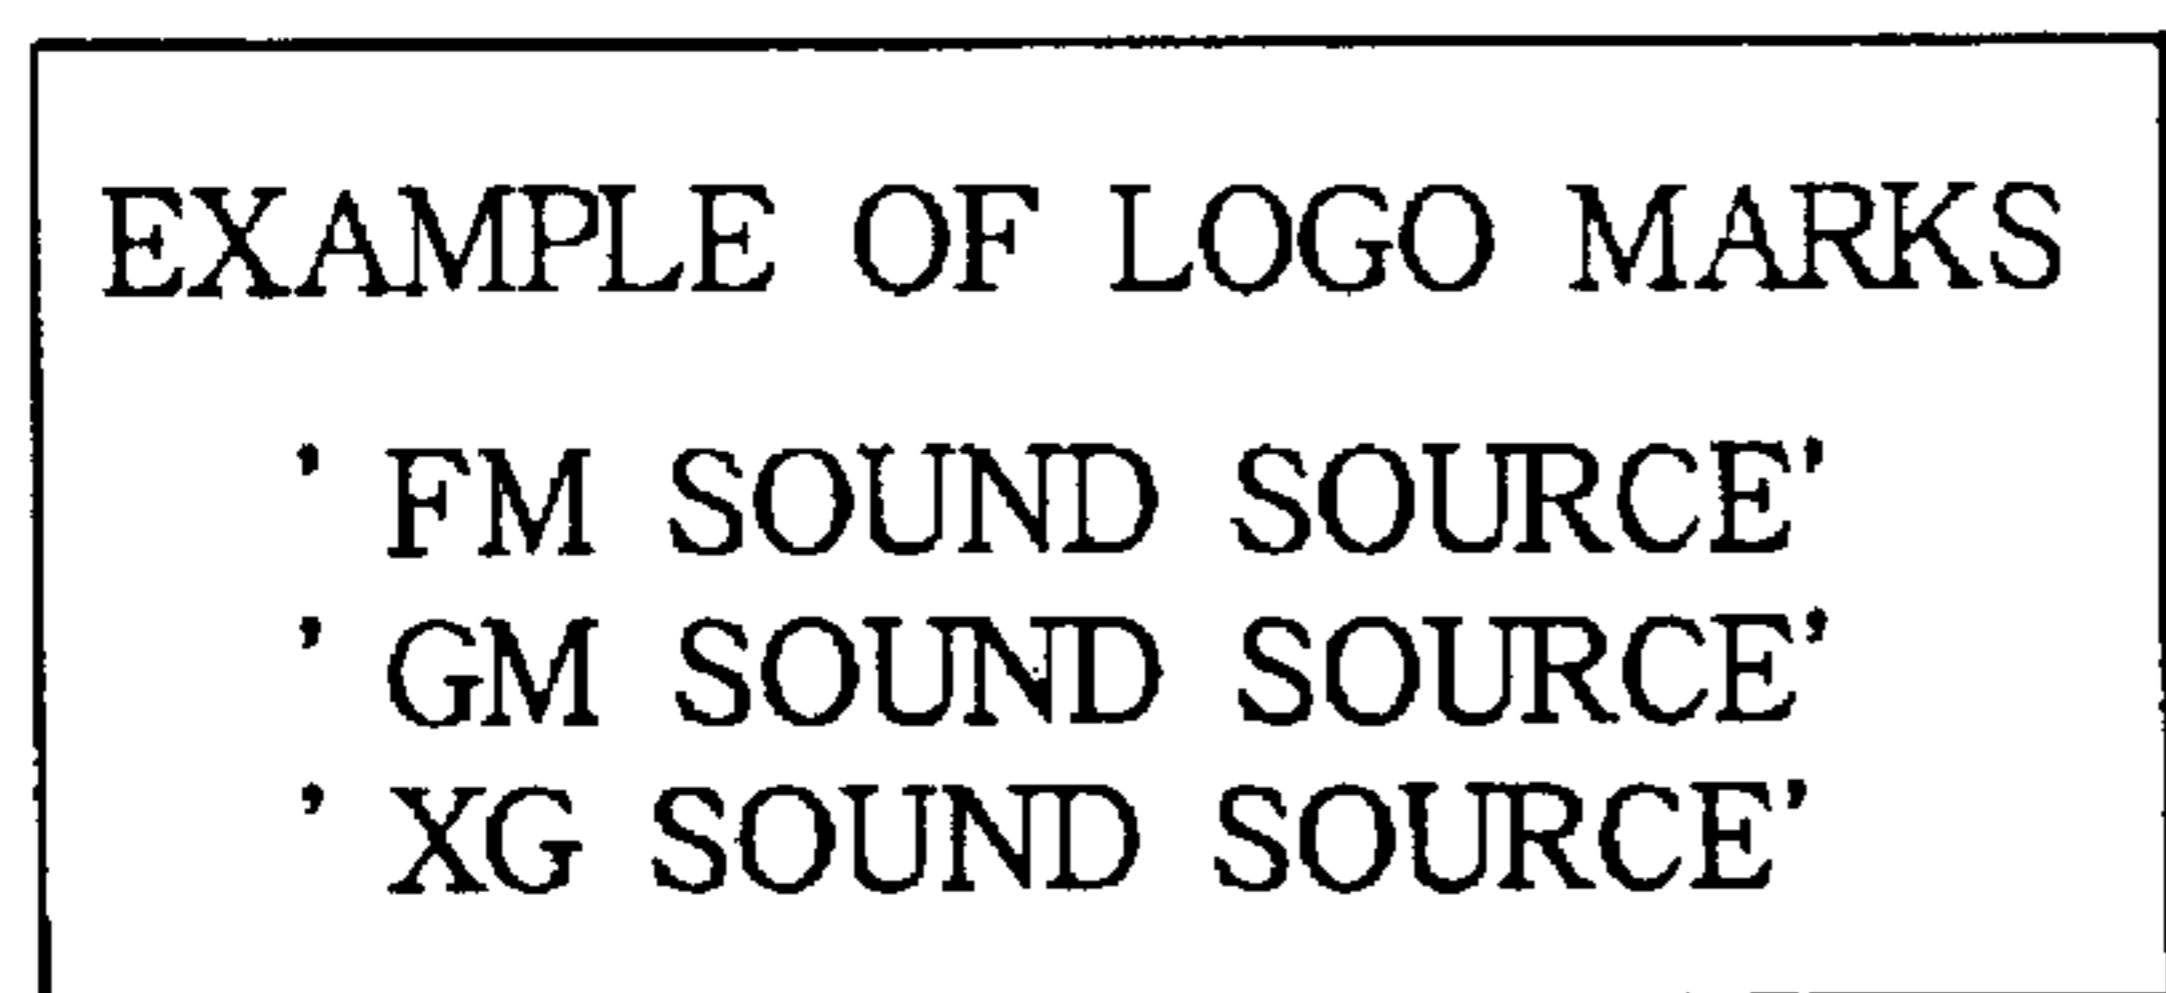 EXAMPLE OF LOGO MARKS
' FM SOUND SOURCE'
' GM SOUND SOURCE'
' XG SOUND SOURCE'